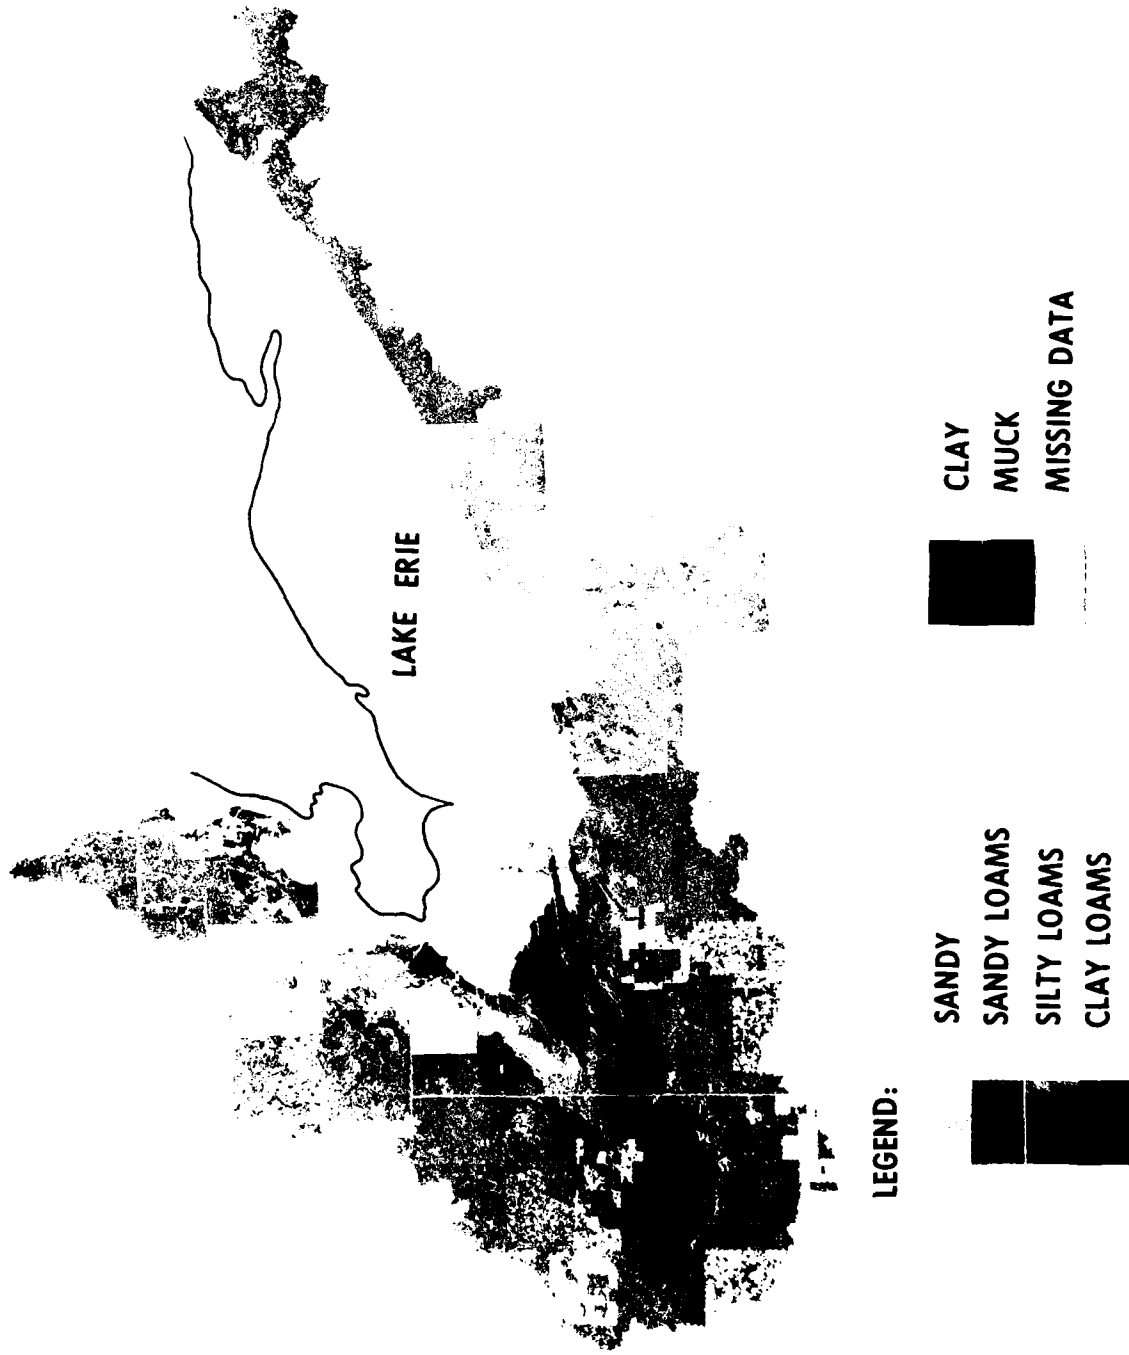 LAKE ERIE
LEGEND:
SANDY
SANDY LOAMS
SILTY LOAMS
CLAY LOAMS
CLAY
MUCK
MISSING DATA